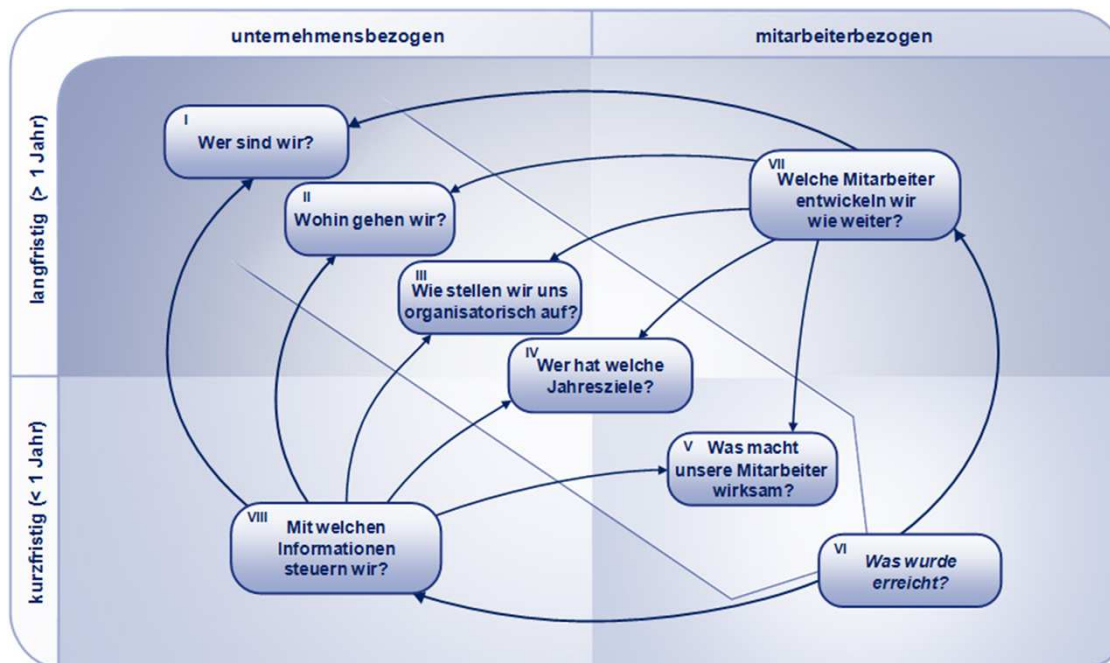 unternehmensbezogen
mitarbeiterbezogen
langfristig (> 1 Jahr)
kurzfristig (< 1 Jahr)
I
Wer sind wir?
II
Wohin gehen wir?
III
Wie stellen wir uns
organisatorisch auf?
IV
Wer hat welche
Jahresziele?
V
Was macht
unsere Mitarbeiter
wirksam?
VI
Was wurde
erreicht?
VII
Welche Mitarbeiter
entwickeln wir
wie weiter?
VIII
Mit welchen
Informationen
steuern wir?